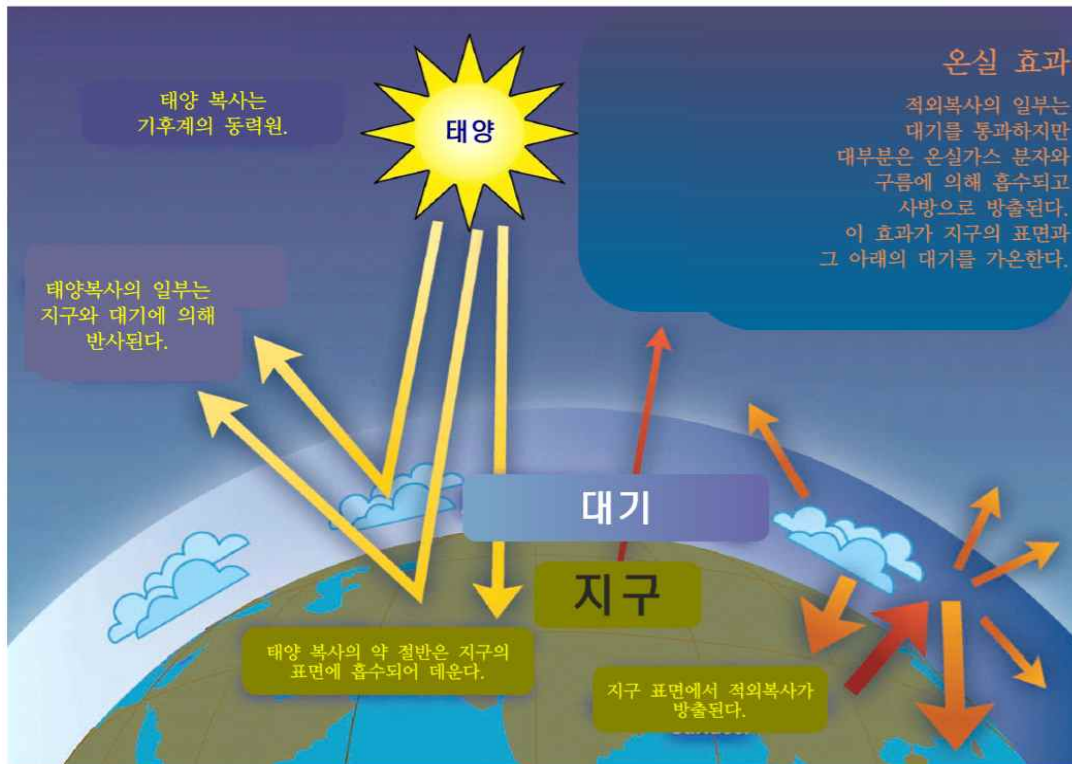 태양 복사는
기후계의 동력원.
태양
온실 효과
적외복사의 일부는
대기를 통과하지만
대부분은 온실가스 분자와
구름에 의해 흡수되고
사방으로 방출된다.
이 효과가 지구의 표면과
그 아래의 대기를 가온한다.
태양복사의 일부는
지구와 대기에 의해
반사된다.
대기
지구
태양 복사의 약 절반은 지구의
표면에 흡수되어 데운다.
지구 표면에서 적외복사가
방출된다.